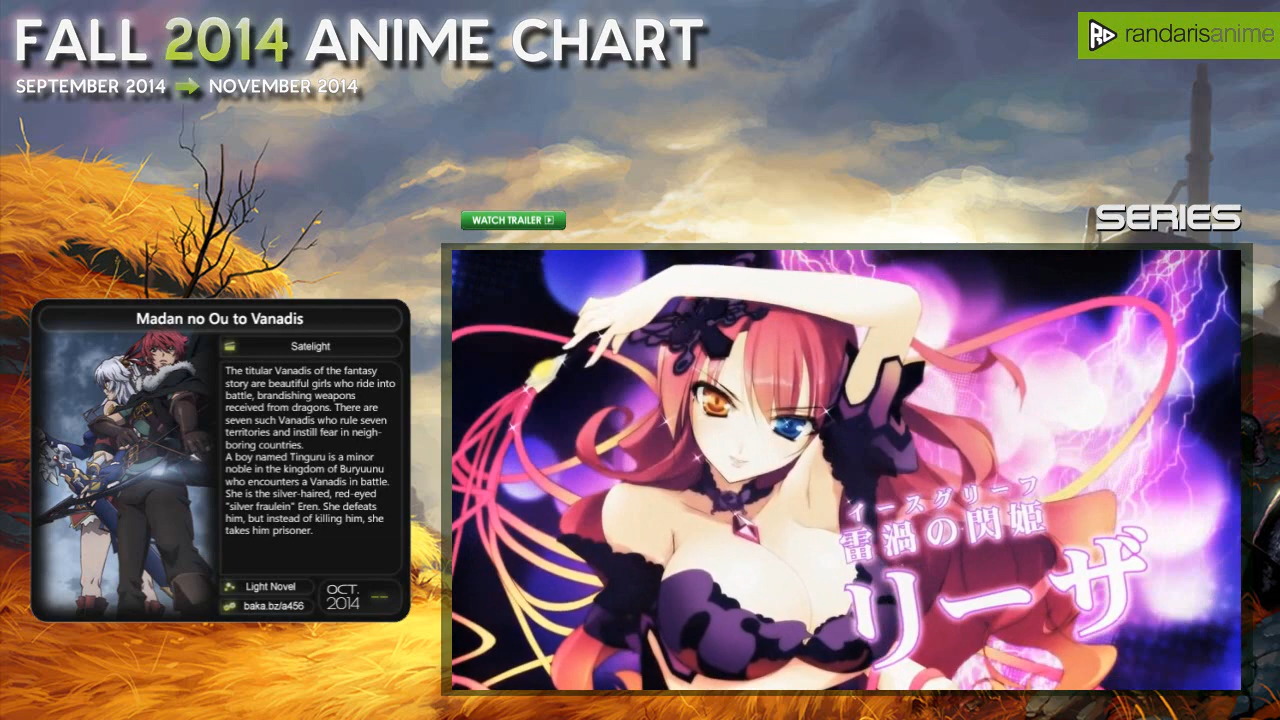 FALL 2014 ANIME CHART
SEPTEMBER 2014 NOVEMBER 2014
randarisanime
WATCH TRAILER
SERIES
Madan no Ou to Vanadis
Satelight
The titular Vanadis of the fantasy
story are beautiful girls who ride into
battle, brandishing weapons
received from dragons. There are
seven such Vanadis who rule seven
territories and instill fear in neigh-
boring countries.
A boy named Tinguru is a minor
noble in the kingdom of Buryuunu
who encounters a Vanadis in battle.
She is the silver-haired, red-eyed
"silver fraulein" Eren. She defeats
him, but instead of killing him, she
takes him prisoner.
Light Novel
baka.bz/a456
OCT.
2014
--
イースグリーフ
雷渦の閃姫
リーザ